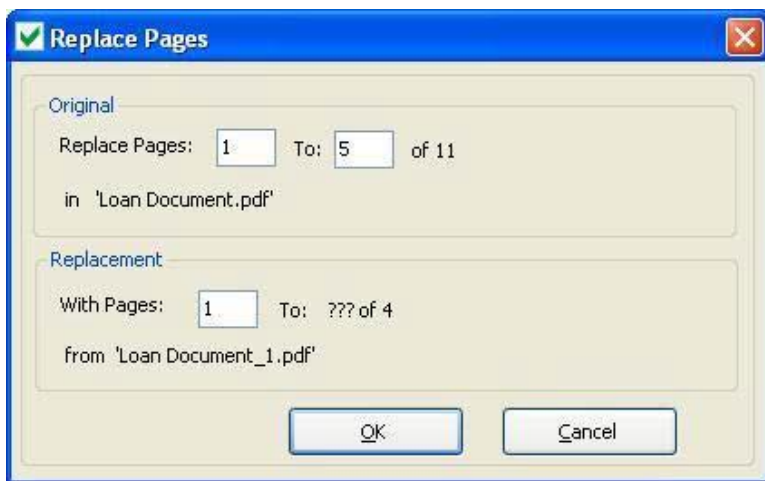 Replace Pages
Original
Replace Pages: 1 To: 5 of 11
in 'Loan Document.pdf'
Replacement
With Pages: 1 To: ??? of 4
from 'Loan Document_1.pdf'
OK Cancel